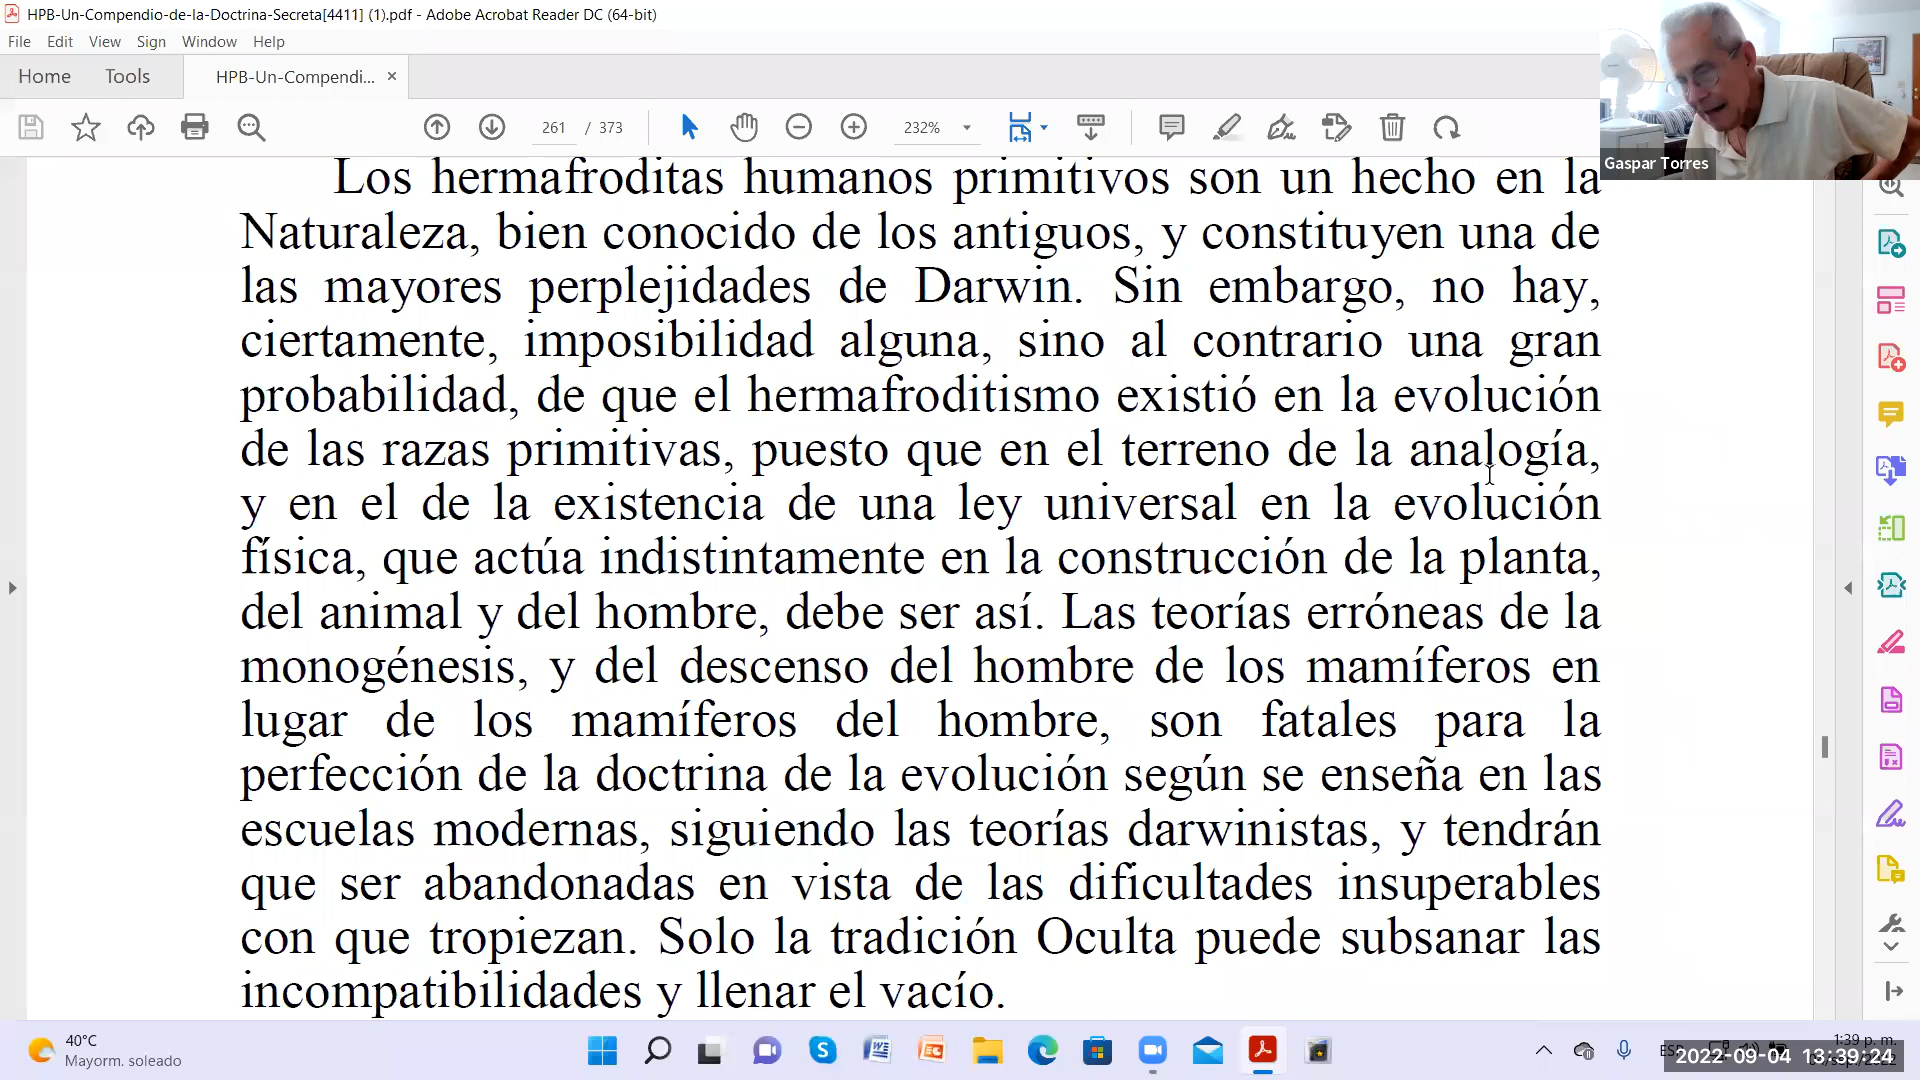 HPB-Un-Compendio-de-la-Doctrina-Secreta[4411] (1).pdf - Adobe Acrobat Reader DC (64-bit)
File Edit View Sign Window Help
Home Tools HPB-Un-Compendi... ×
261 / 373 232%
Gaspar Torres
Los hermafroditas humanos primitivos son un hecho en la
Naturaleza, bien conocido de los antiguos, y constituyen una de
las mayores perplejidades de Darwin. Sin embargo, no hay,
ciertamente, imposibilidad alguna, sino al contrario una gran
probabilidad, de que el hermafroditismo existió en la evolución
de las razas primitivas, puesto que en el terreno de la analogía,
y en el de la existencia de una ley universal en la evolución
física, que actúa indistintamente en la construcción de la planta,
del animal y del hombre, debe ser así. Las teorías erróneas de la
monogénesis, y del descenso del hombre de los mamíferos en
lugar de los mamíferos del hombre, son fatales para la
perfección de la doctrina de la evolución según se enseña en las
escuelas modernas, siguiendo las teorías darwinistas, y tendrán
que ser abandonadas en vista de las dificultades insuperables
con que tropiezan. Solo la tradición Oculta puede subsanar las
incompatibilidades y llenar el vacío.
40°C
Mayorm. soleado
1:39 p. m.
2022-09-04 13:39:24